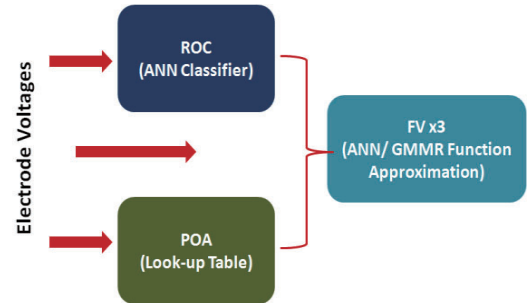 Electrode Voltages
ROC
(ANN Classifier)
POA
(Look-up Table)
FV x3
(ANN/ GMMR Function
Approximation)